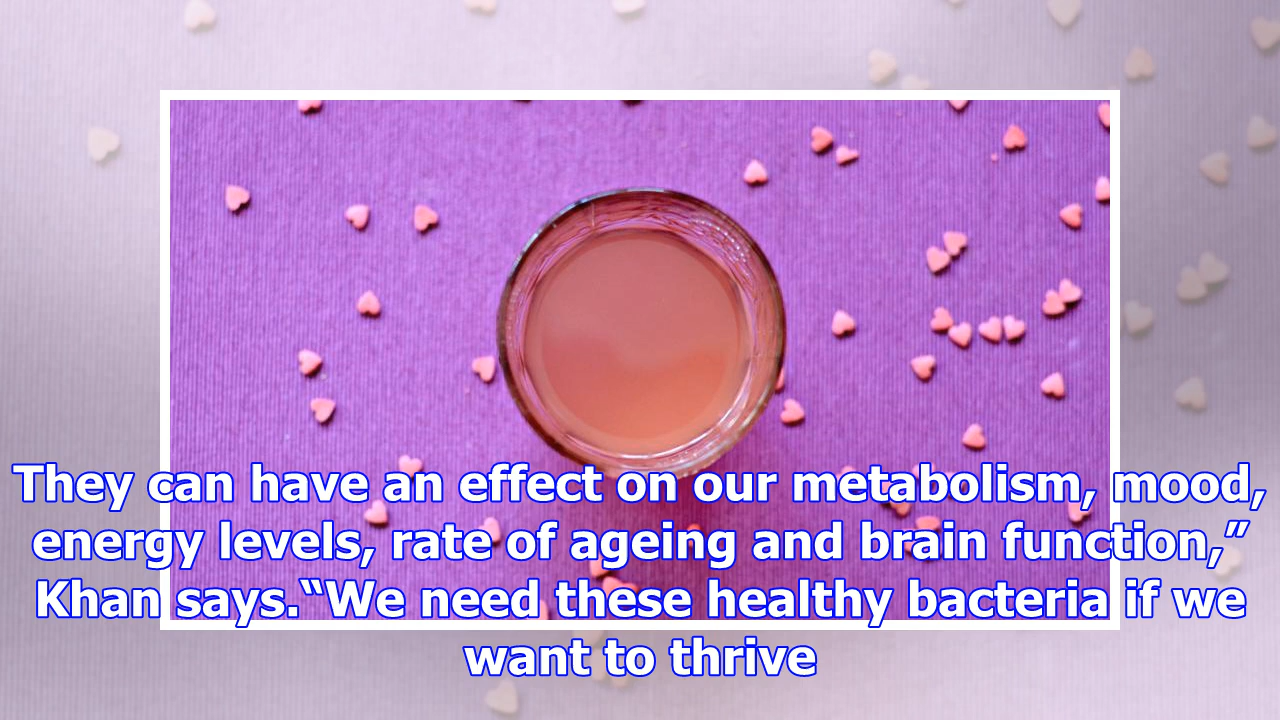 They can have an effect on our metabolism, mood,
energy levels, rate of ageing and brain function,”
Khan says.“We need these healthy bacteria if we
want to thrive